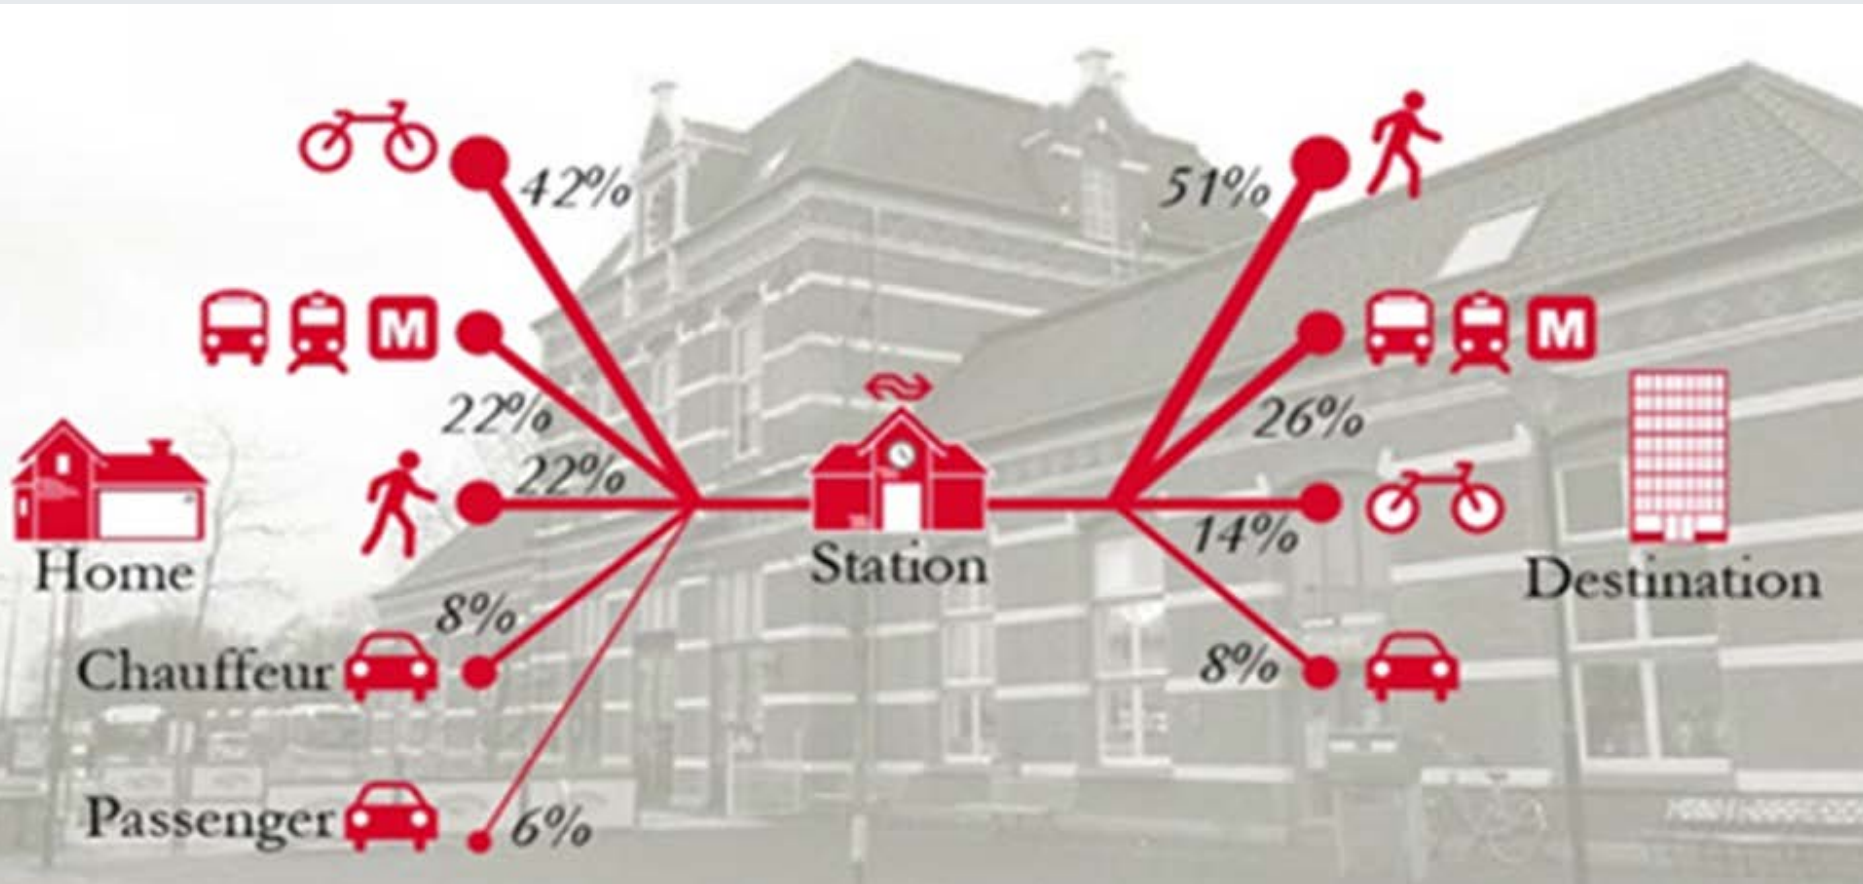 42%
51%
M
M
22%
26%
22%
14%
Home
Station
Destination
8%
8%
Chauffeur
Passenger
6%